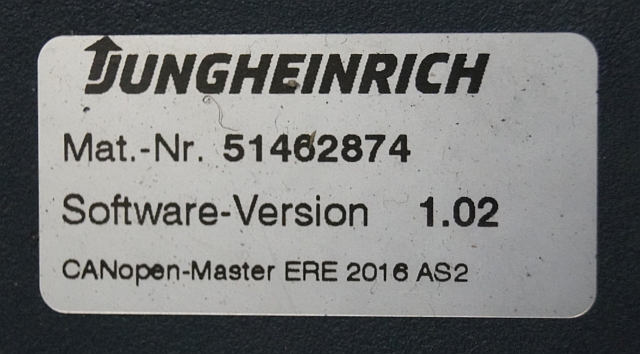 JUNGHEINRICH
Mat.-Nr. 51462874
Software-Version 1.02
CANopen-Master ERE 2016 AS2